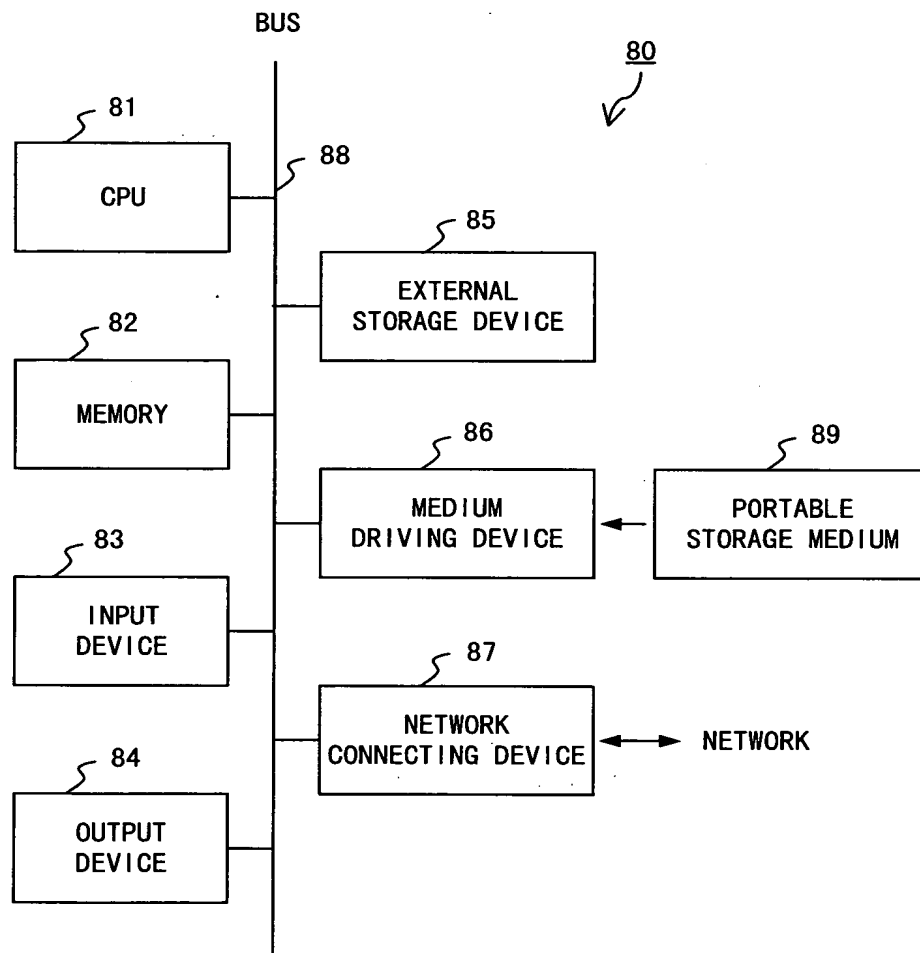 BUS
80
81
CPU
88
85
EXTERNAL
STORAGE DEVICE
82
MEMORY
86
MEDIUM
DRIVING DEVICE
89
PORTABLE
STORAGE MEDIUM
83
INPUT
DEVICE
87
NETWORK
CONNECTING DEVICE
NETWORK
84
OUTPUT
DEVICE